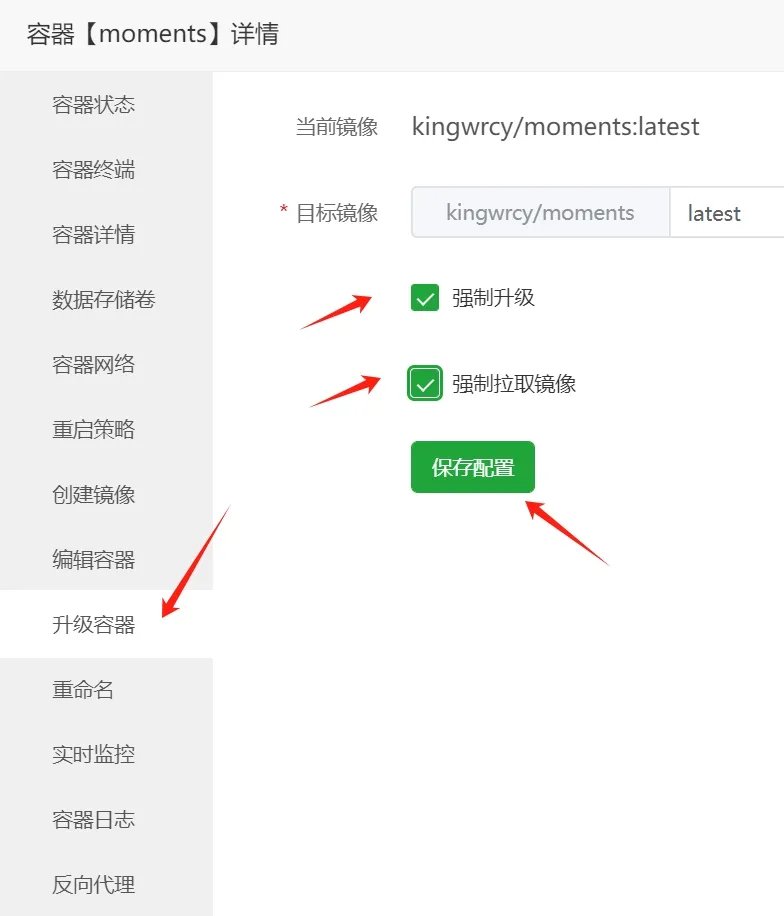 容器【moments】详情
容器状态
容器终端
容器详情
数据存储卷
容器网络
重启策略
创建镜像
编辑容器
升级容器
重命名
实时监控
容器日志
反向代理
当前镜像 kingwrcy/moments:latest
* 目标镜像 kingwrcy/moments latest
强制升级
强制拉取镜像
保存配置